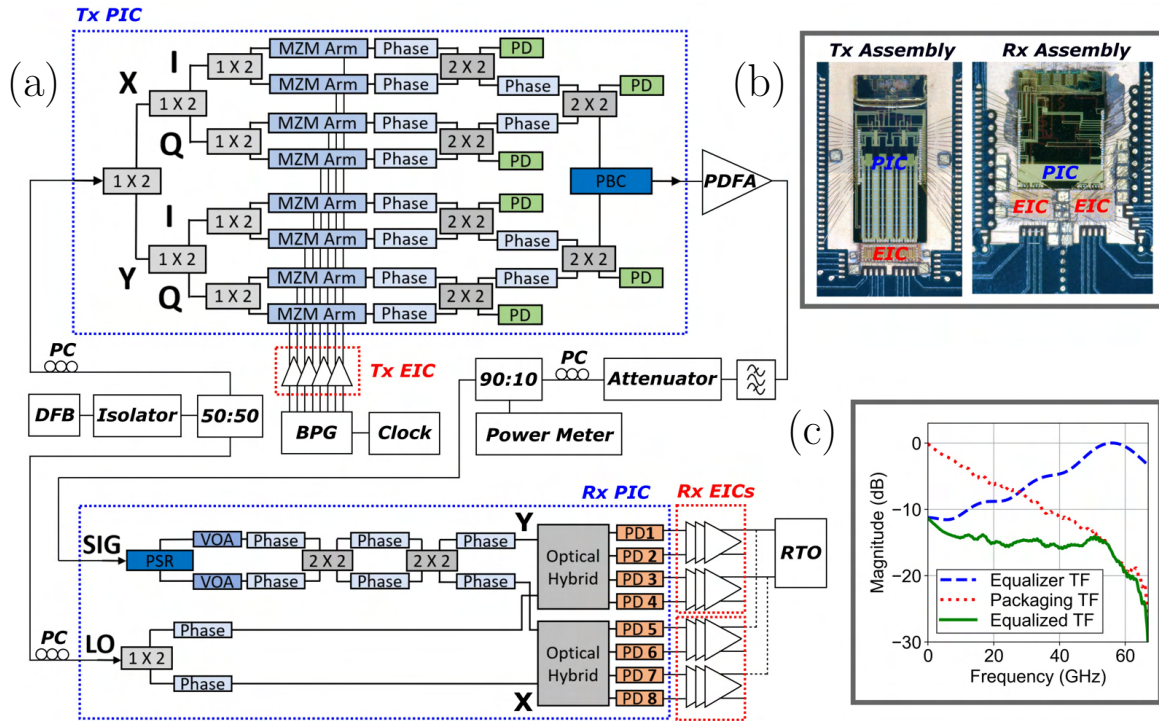 Tx PIC
(a)
X
I
Q
Y
I
Q
1 X 2
1 X 2
1 X 2
1 X 2
1 X 2
1 X 2
1 X 2
MZM Arm
Phase
2 X 2
PD
MZM Arm
Phase
Phase
2 X 2
PD
MZM Arm
Phase
2 X 2
Phase
MZM Arm
Phase
PD
PBC
PDFA
MZM Arm
Phase
2 X 2
PD
MZM Arm
Phase
Phase
2 X 2
MZM Arm
Phase
2 X 2
Phase
PD
MZM Arm
Phase
PD
PC
Tx EIC
DFB
Isolator
50:50
BPG
Clock
90:10
PC
Attenuator
Power Meter
(b)
Tx Assembly
Rx Assembly
PIC
EIC
PIC
EIC
EIC
Rx PIC
Rx EICs
SIG
PSR
VOA
Phase
VOA
Phase
2 X 2
Phase
Phase
2 X 2
Phase
Phase
Y
Optical
Hybrid
PD1
PD 2
PD 3
PD 4
RTO
PC
LO
1 X 2
Phase
Phase
X
Optical
Hybrid
PD 5
PD 6
PD 7
PD 8
(c)
Magnitude (dB)
0
−10
−20
−30
Equalizer TF
Packaging TF
Equalized TF
0
20
40
60
Frequency (GHz)